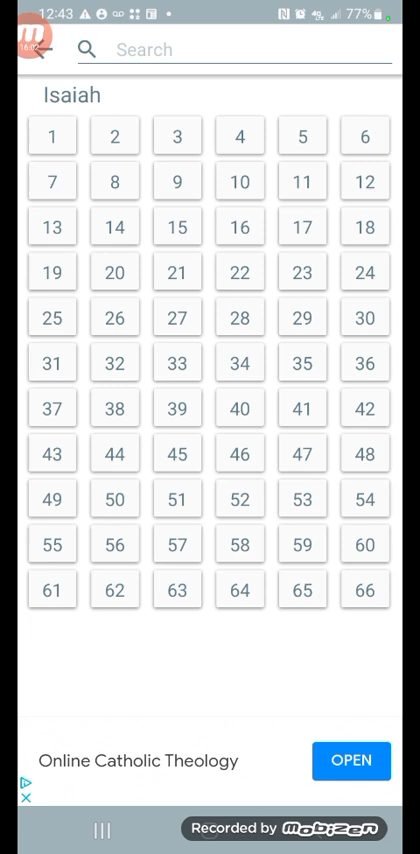 12:43 77%
16:02
Search
Isaiah
1 2 3 4 5 6
7 8 9 10 11 12
13 14 15 16 17 18
19 20 21 22 23 24
25 26 27 28 29 30
31 32 33 34 35 36
37 38 39 40 41 42
43 44 45 46 47 48
49 50 51 52 53 54
55 56 57 58 59 60
61 62 63 64 65 66
Online Catholic Theology OPEN
Recorded by mobizen